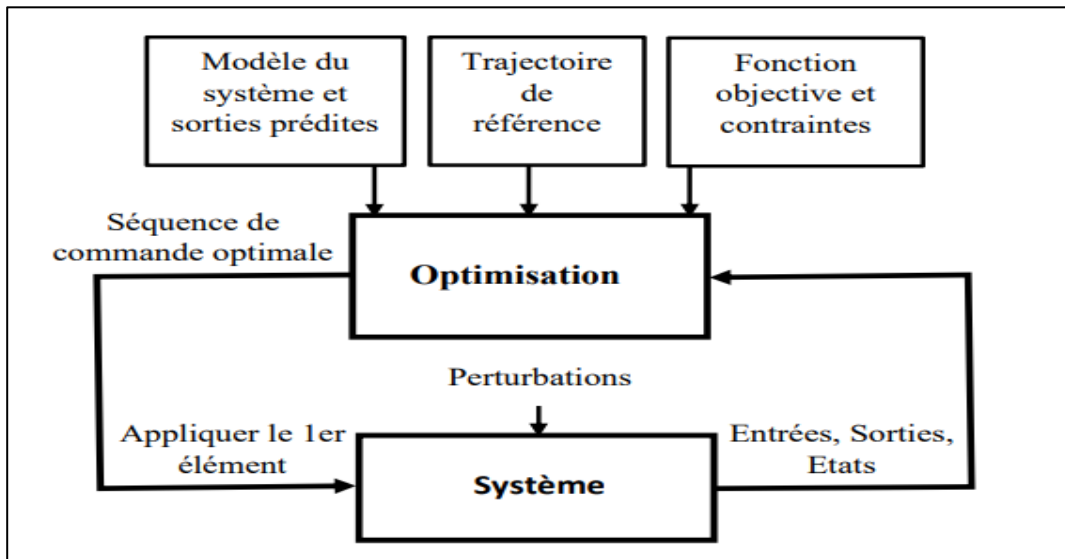 Modèle du
système et
sorties prédites
Trajectoire
de
référence
Fonction
objective et
contraintes
Séquence de
commande optimale
Optimisation
Perturbations
Appliquer le 1er
élément
Système
Entrées, Sorties,
Etats